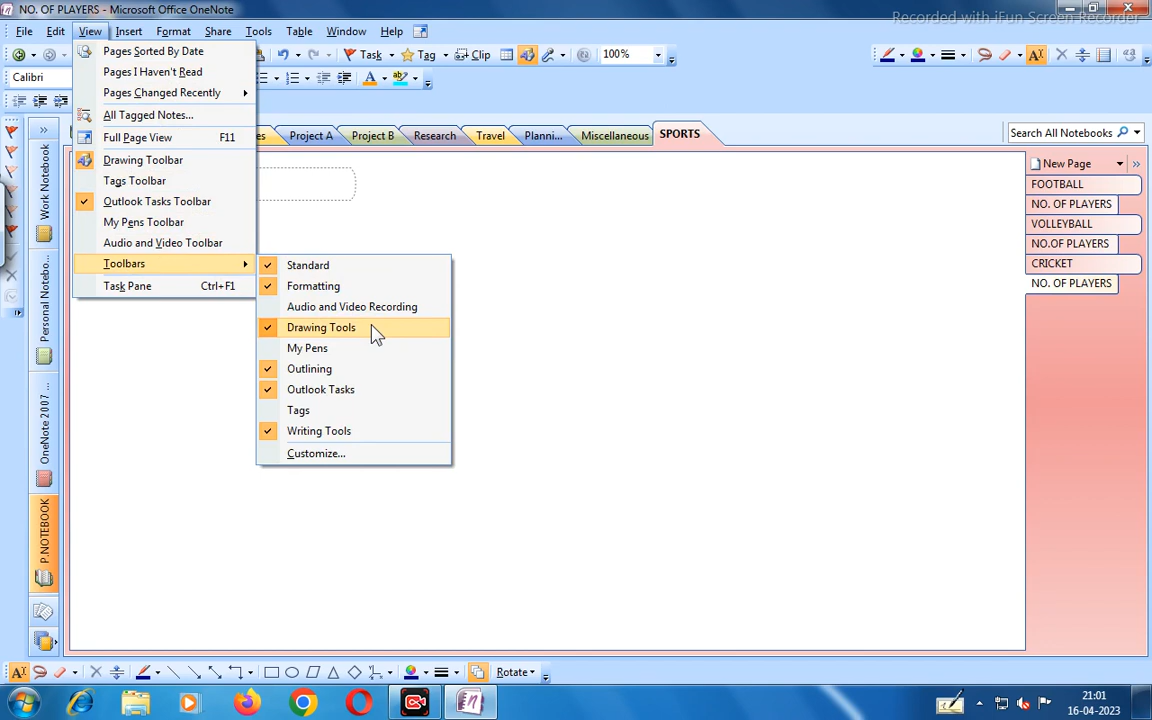 NO. OF PLAYERS - Microsoft Office OneNote
Recorded with iFun Screen Recorder
File Edit View Insert Format Share Tools Table Window Help
Task Tag Clip 100%
Calibri
Pages Sorted By Date
Pages I Haven't Read
Pages Changed Recently
All Tagged Notes...
Full Page View F11
Drawing Toolbar
Tags Toolbar
Outlook Tasks Toolbar
My Pens Toolbar
Audio and Video Toolbar
Toolbars
Task Pane Ctrl+F1
Standard
Formatting
Audio and Video Recording
Drawing Tools
My Pens
Outlining
Outlook Tasks
Tags
Writing Tools
Customize...
Project A Project B Research Travel Planni... Miscellaneous SPORTS
Search All Notebooks
New Page
FOOTBALL
NO. OF PLAYERS
VOLLEYBALL
NO.OF PLAYERS
CRICKET
NO. OF PLAYERS
Work Notebook
Personal Notebo...
OneNote 2007 ...
P.NOTEBOOK
Rotate
21:01
16-04-2023